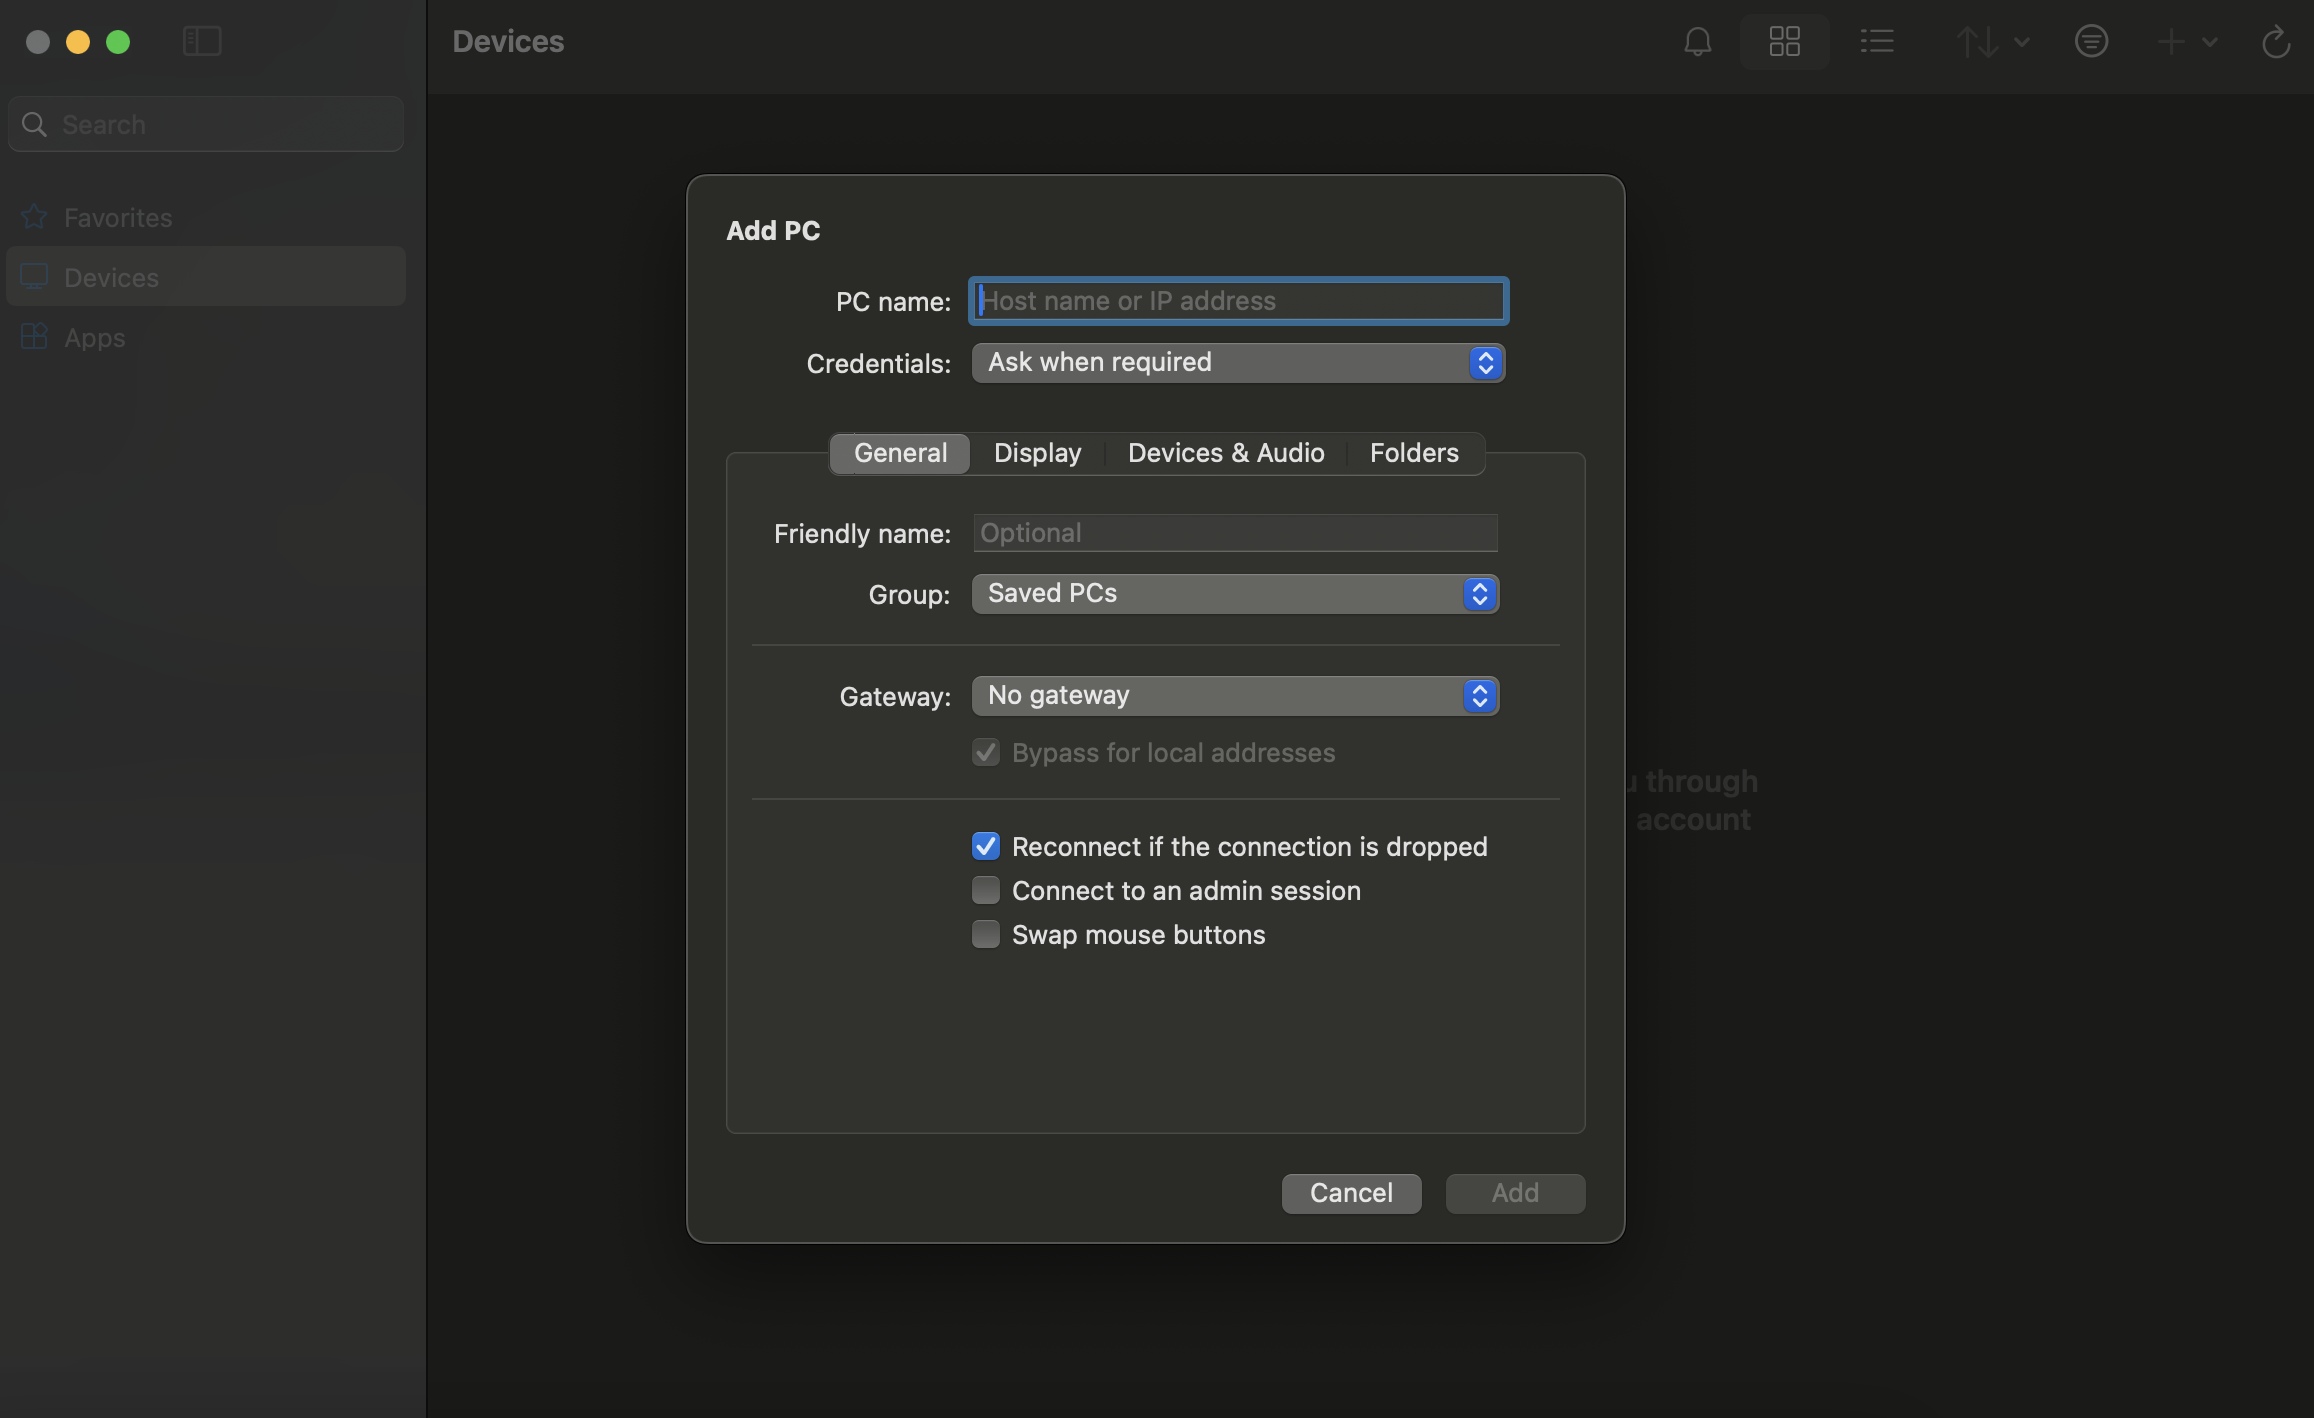 Devices
Search
Favorites
Devices
Apps
Add PC
PC name: Host name or IP address
Credentials: Ask when required
General Display Devices & Audio Folders
Friendly name: Optional
Group: Saved PCs
Gateway: No gateway
Bypass for local addresses
through
account
Reconnect if the connection is dropped
Connect to an admin session
Swap mouse buttons
Cancel Add